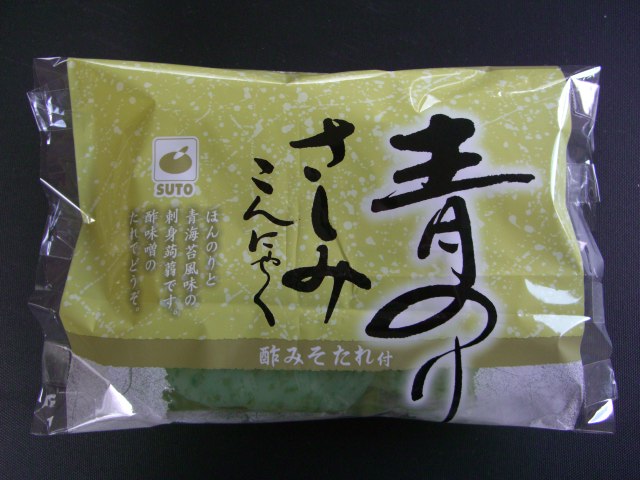 青のり
さしみ
こんにゃく
SUTO
ほんのりと
青海苔風味の
刺身蒟蒻です。
酢味噌の
たれでどうぞ。
酢みそたれ付